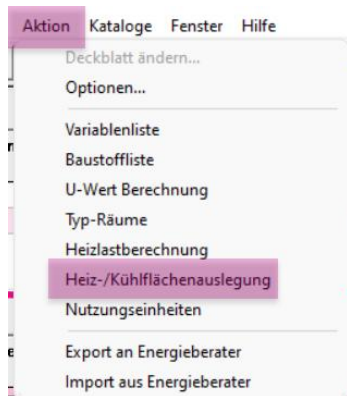 Aktion Kataloge Fenster Hilfe
Deckblatt ändern...
Optionen...
Variablenliste
Baustoffliste
U-Wert Berechnung
Typ-Räume
Heizlastberechnung
Heiz-/Kühlflächenauslegung
Nutzungseinheiten
Export an Energieberater
Import aus Energieberater